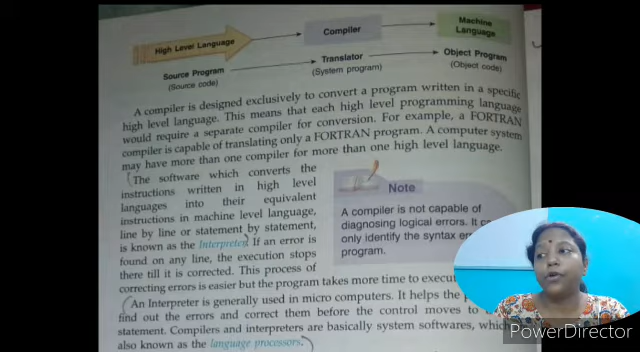 High Level Language
Compiler
Machine
Language
Source Program
(Source code)
Translator
(System program)
Object Program
(Object code)
A compiler is designed exclusively to convert a program written in a specific
high level language. This means that each high level programming language
would require a separate compiler for conversion. For example, a FORTRAN
compiler is capable of translating only a FORTRAN program. A computer system
may have more than one compiler for more than one high level language.
The software which converts the
instructions written in high level
languages into their equivalent
instructions in machine level language,
line by line or statement by statement,
is known as the Interpreter. If an error is
found on any line, the execution stops
there till it is corrected. This process of
correcting errors is easier but the program takes more time to
Note
A compiler is not capable of
diagnosing logical errors. It
only identify the syntax
program.
An Interpreter is generally used in micro computers. It helps the
find out the errors and correct them before the control moves to
statement. Compilers and interpreters are basically system softwares,
also known as the language processors.
PowerDirector